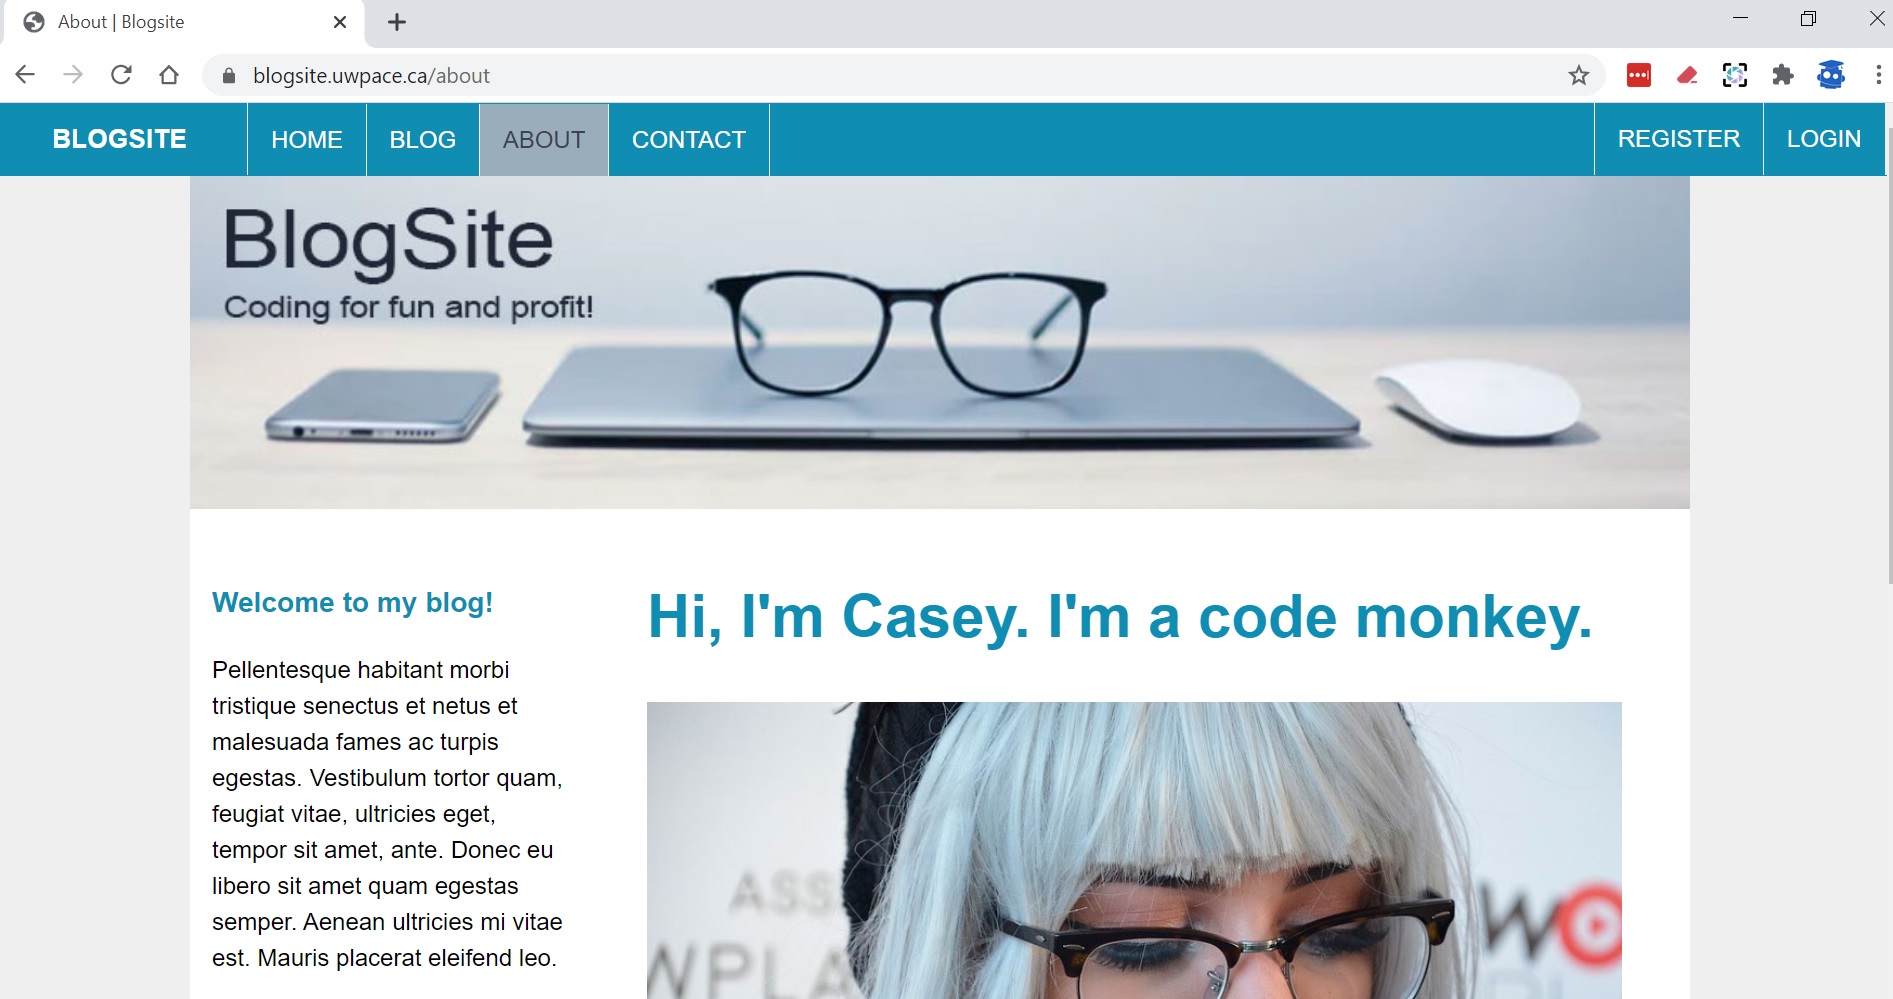 About | Blogsite
blogsite.uwpace.ca/about
BLOGSITE HOME BLOG ABOUT CONTACT REGISTER LOGIN
BlogSite
Coding for fun and profit!
Welcome to my blog!
Pellentesque habitant morbi
tristique senectus et netus et
malesuada fames ac turpis
egestas. Vestibulum tortor quam,
feugiat vitae, ultricies eget,
tempor sit amet, ante. Donec eu
libero sit amet quam egestas
semper. Aenean ultricies mi vitae
est. Mauris placerat eleifend leo.
Hi, I'm Casey. I'm a code monkey.